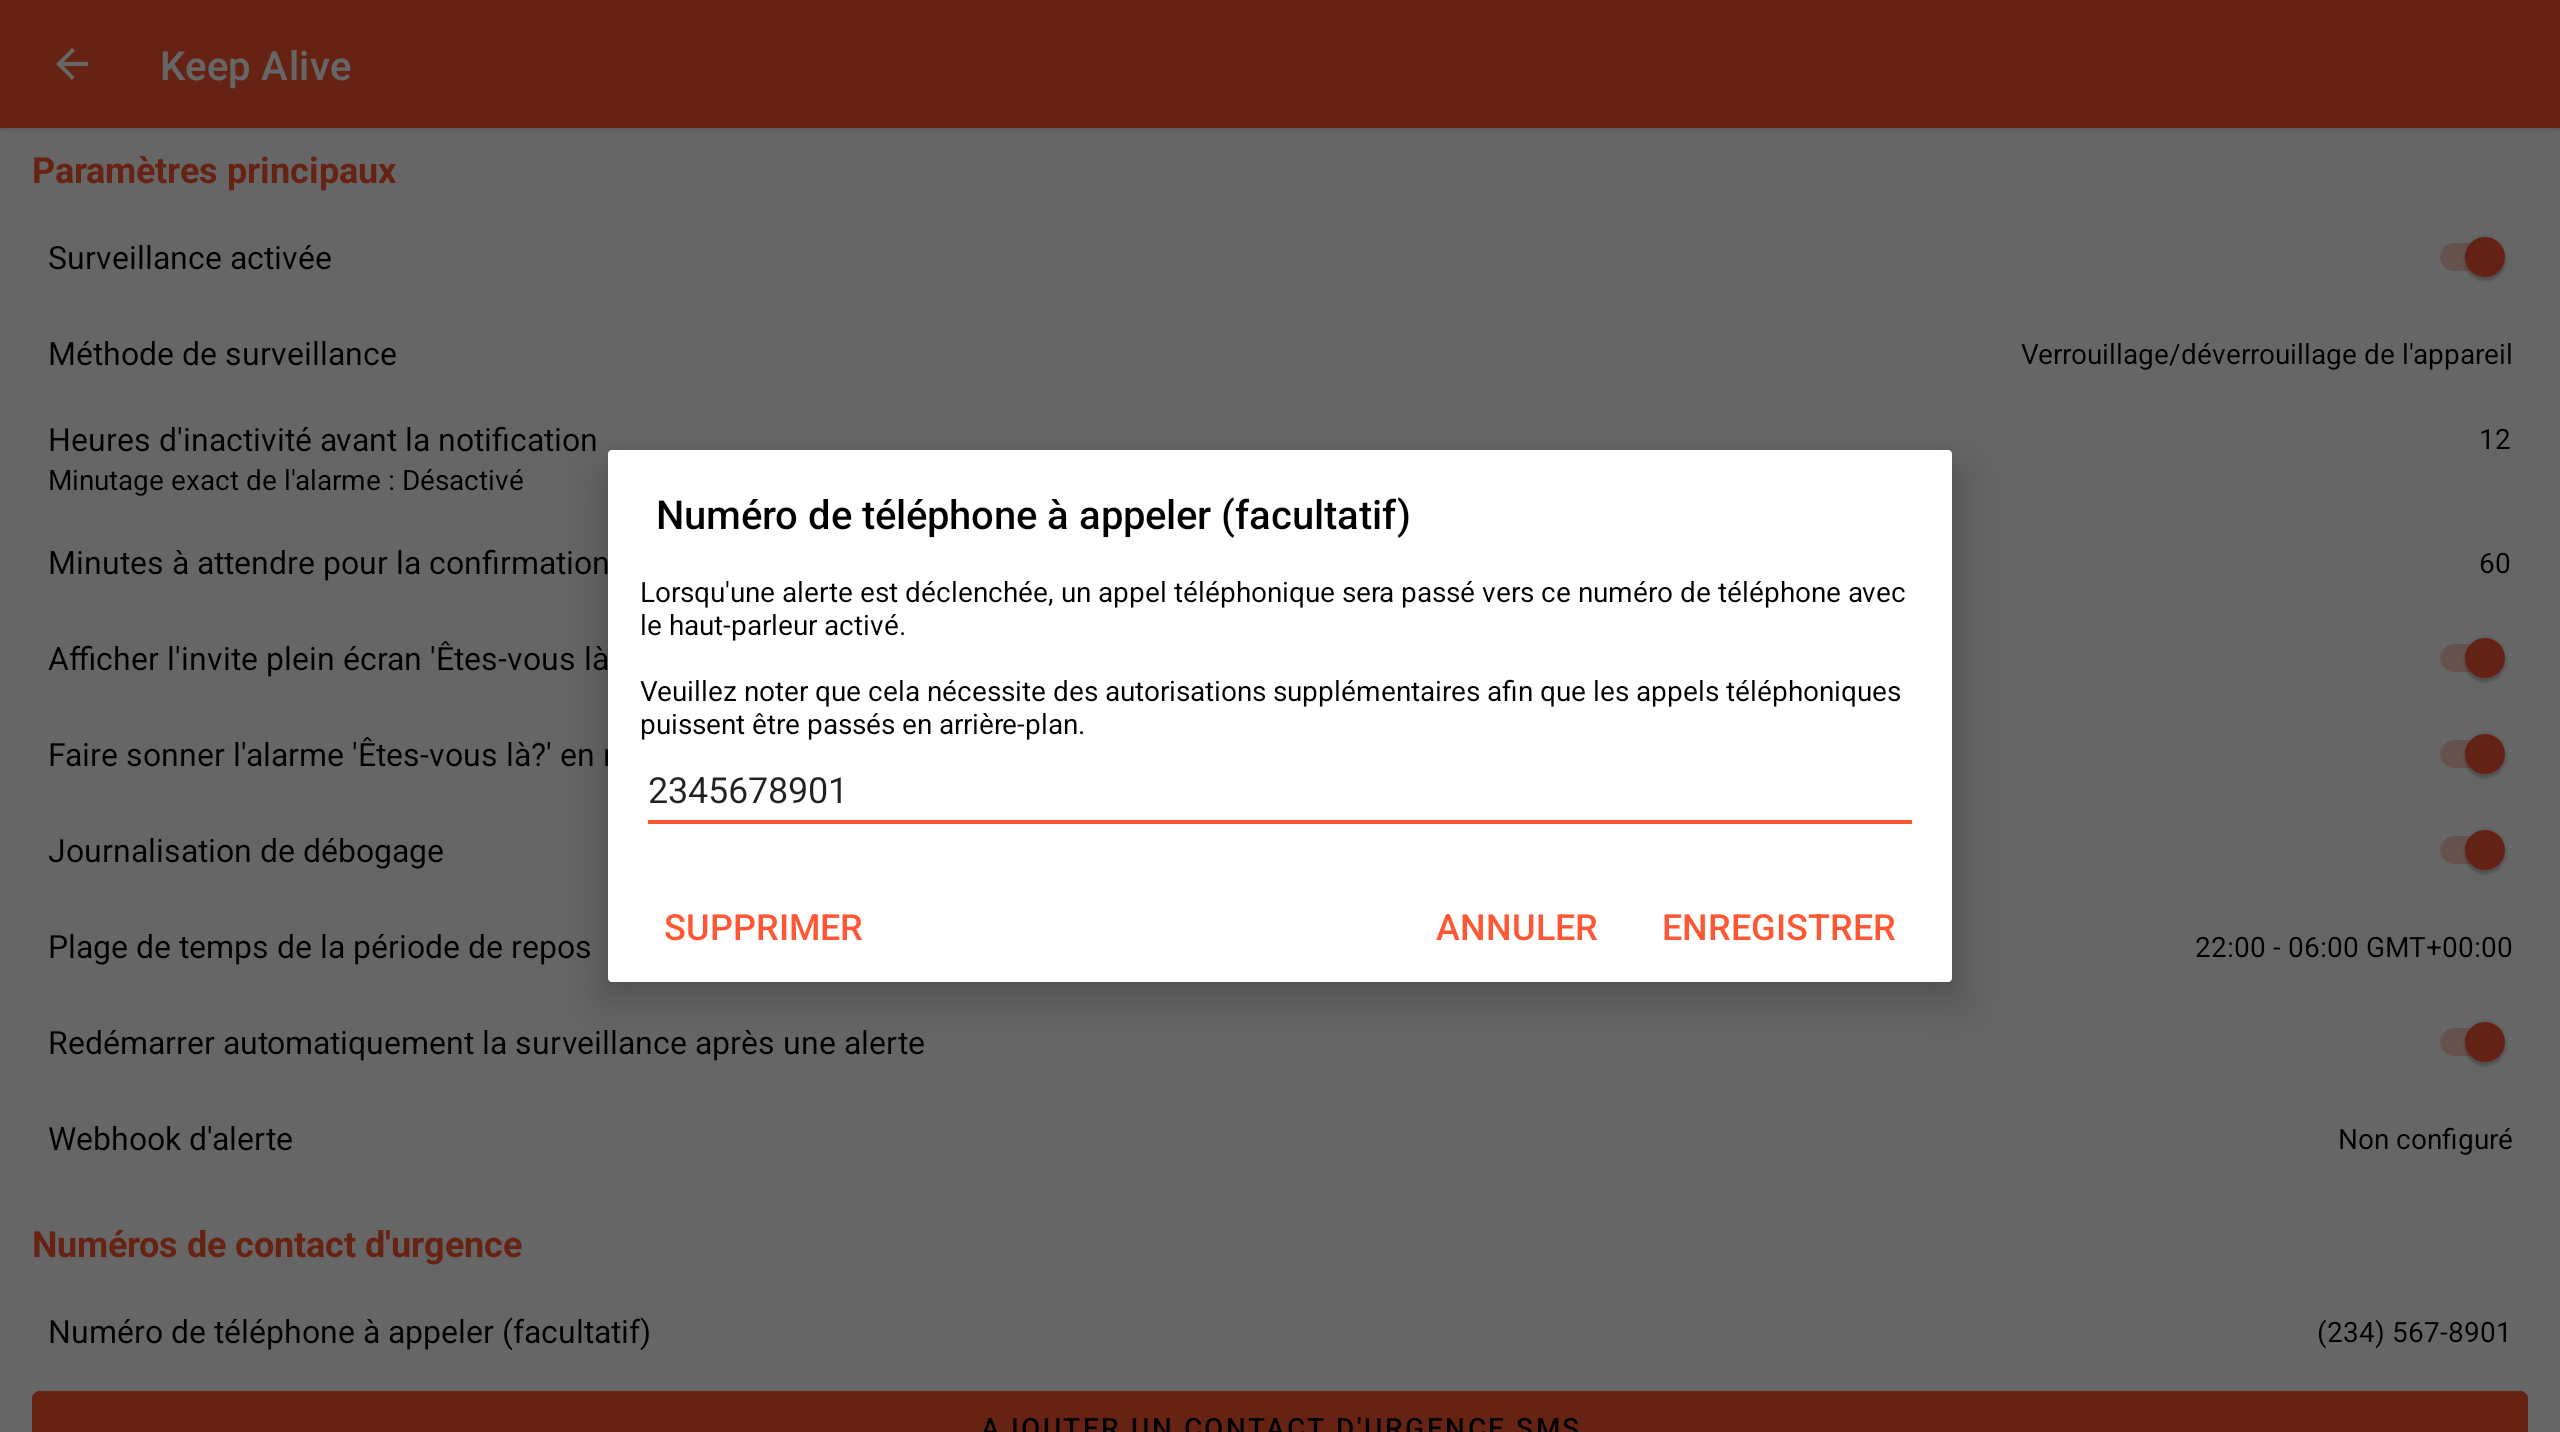 Keep Alive
Paramètres principaux
Surveillance activée
Méthode de surveillance
Verrouillage/déverrouillage de l'appareil
Heures d'inactivité avant la notification
12
Minutage exact de l'alarme : Désactivé
Minutes à attendre pour la confirmation
60
Afficher l'invite plein écran 'Êtes-vous là
Faire sonner l'alarme 'Êtes-vous là?' en
Journalisation de débogage
Plage de temps de la période de repos
22:00 - 06:00 GMT+00:00
Redémarrer automatiquement la surveillance après une alerte
Webhook d'alerte
Non configuré
Numéros de contact d'urgence
Numéro de téléphone à appeler (facultatif)
(234) 567-8901
AJOUTER UN CONTACT D'URGENCE SMS
Numéro de téléphone à appeler (facultatif)
Lorsqu'une alerte est déclenchée, un appel téléphonique sera passé vers ce numéro de téléphone avec
le haut-parleur activé.
Veuillez noter que cela nécessite des autorisations supplémentaires afin que les appels téléphoniques
puissent être passés en arrière-plan.
2345678901
SUPPRIMER
ANNULER
ENREGISTRER